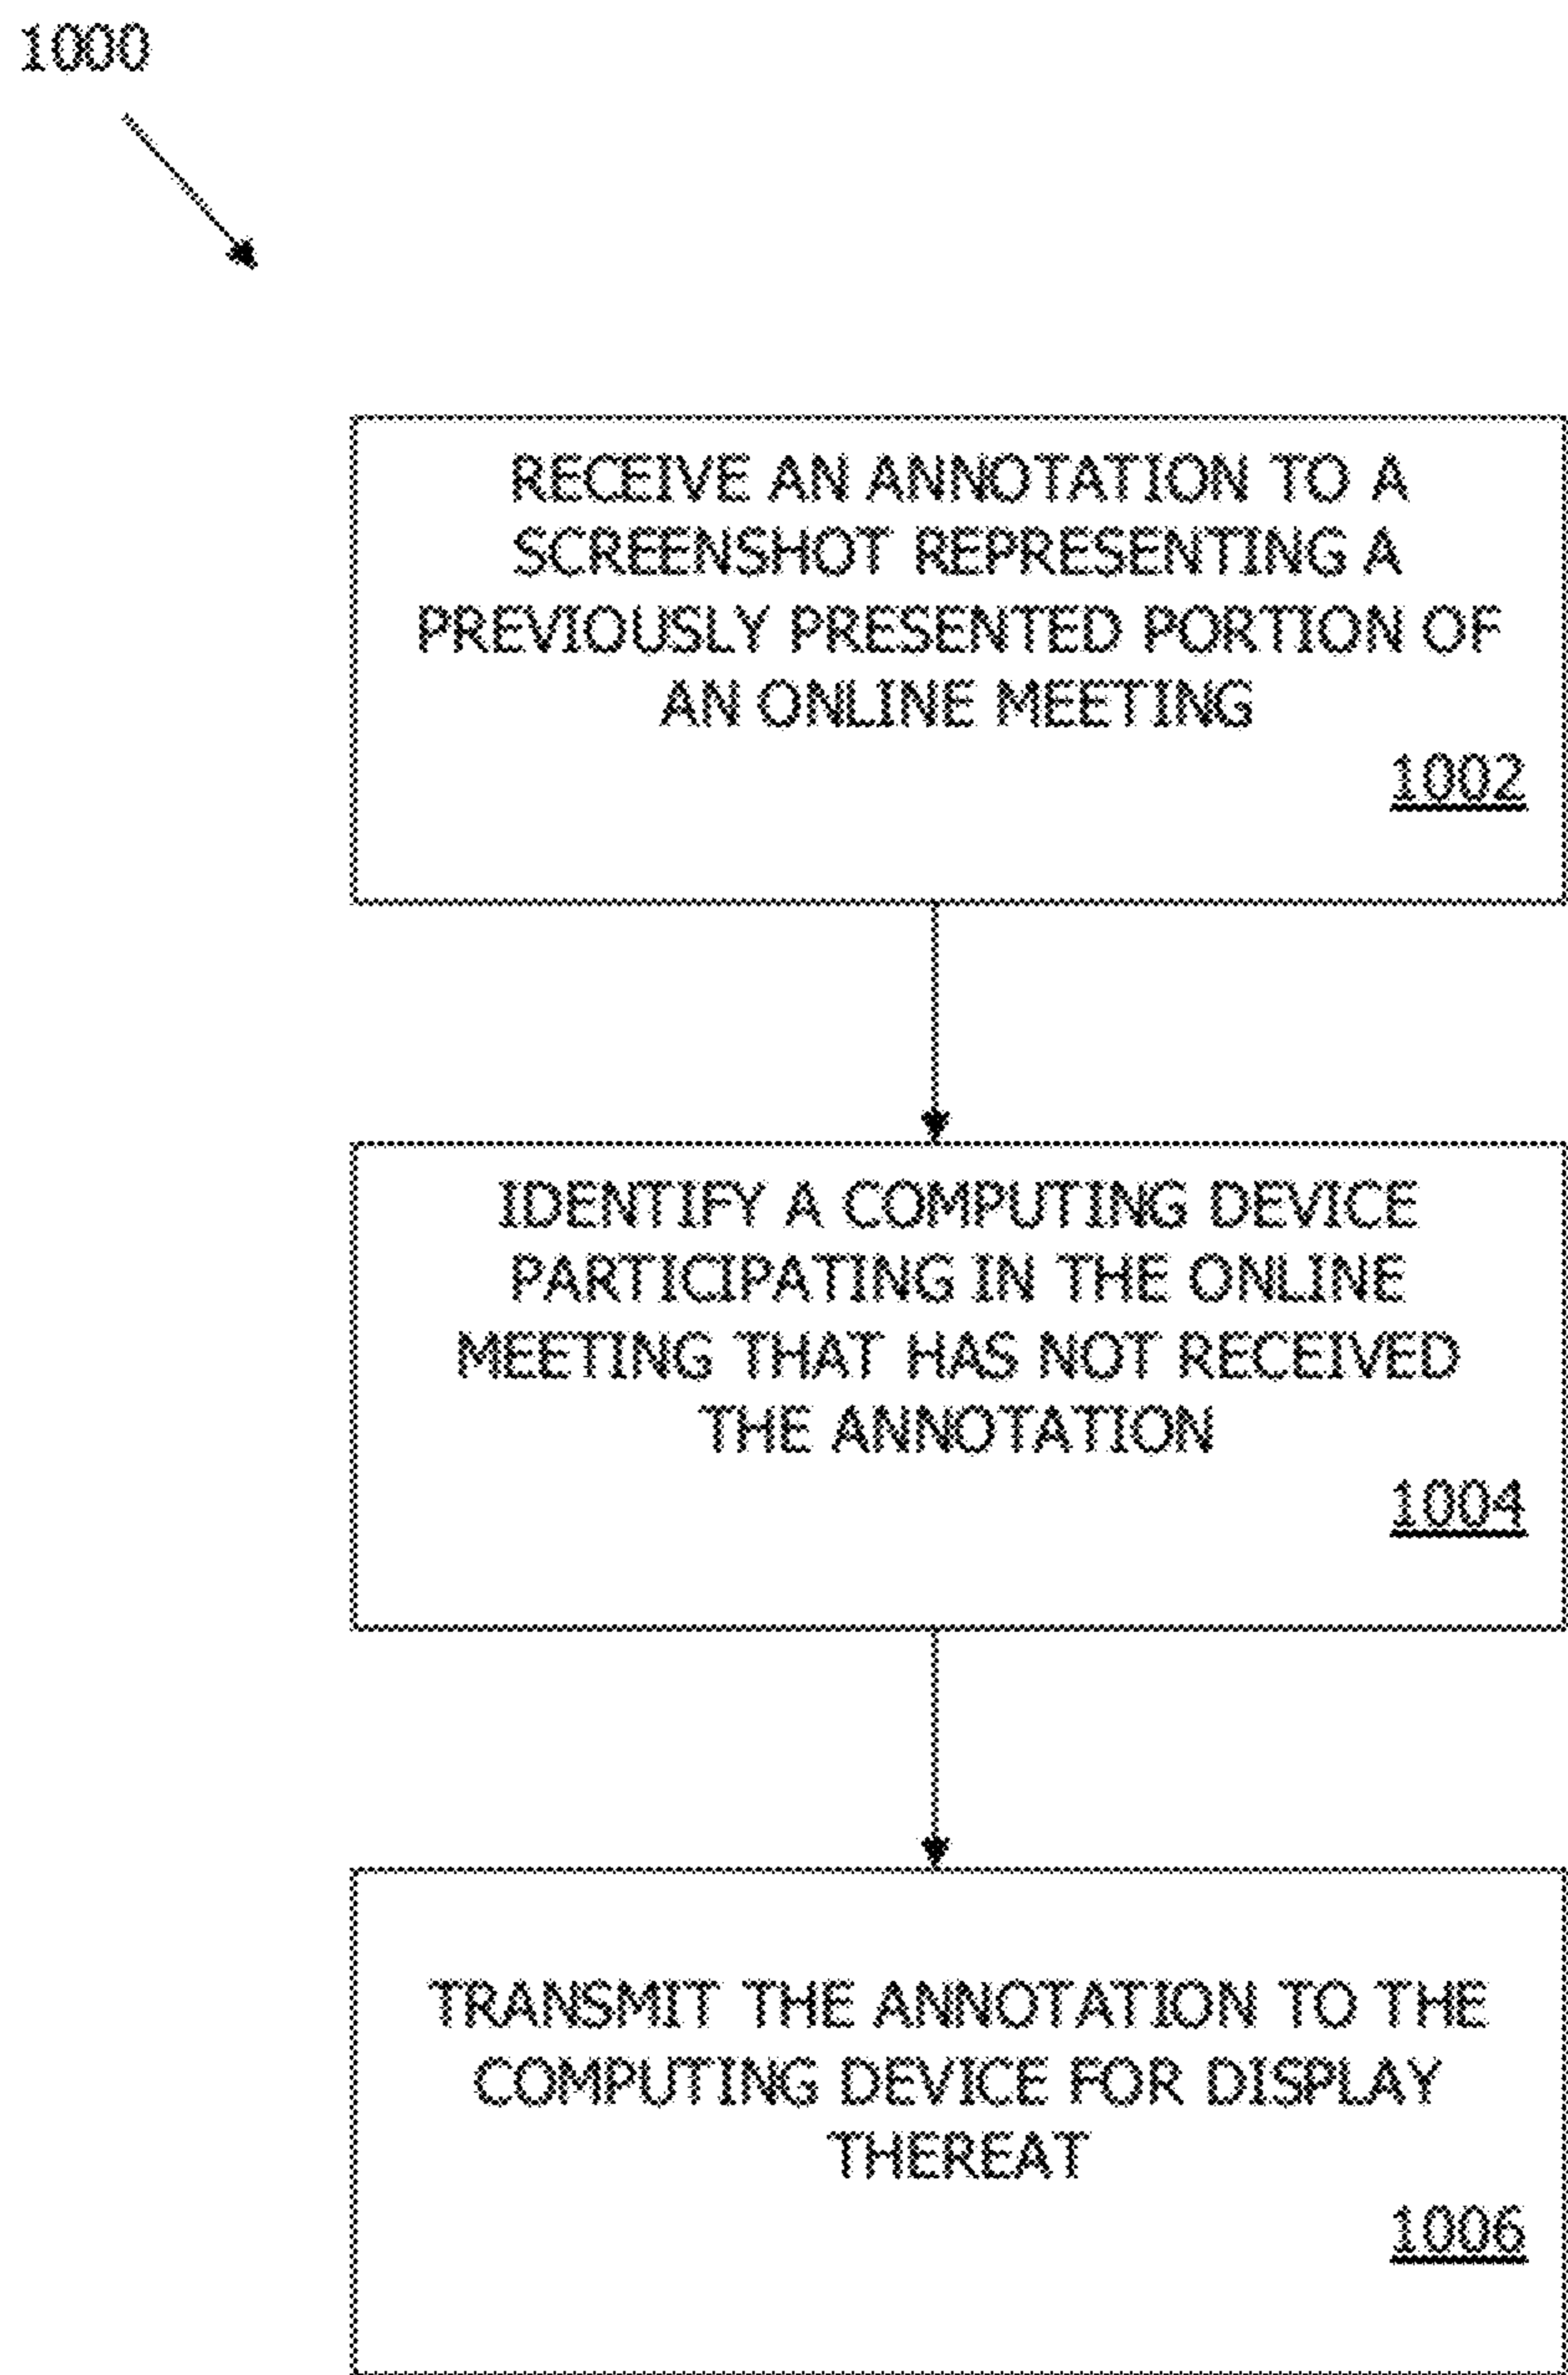 1000
RECEIVE AN ANNOTATION TO A
SCREENSHOT REPRESENTING A
PREVIOUSLY PRESENTED PORTION OF
AN ONLINE MEETING
1002
IDENTIFY A COMPUTING DEVICE
PARTICIPATING IN THE ONLINE
MEETING THAT HAS NOT RECEIVED
THE ANNOTATION
1004
TRANSMIT THE ANNOTATION TO THE
COMPUTING DEVICE FOR DISPLAY
THEREAT
1006